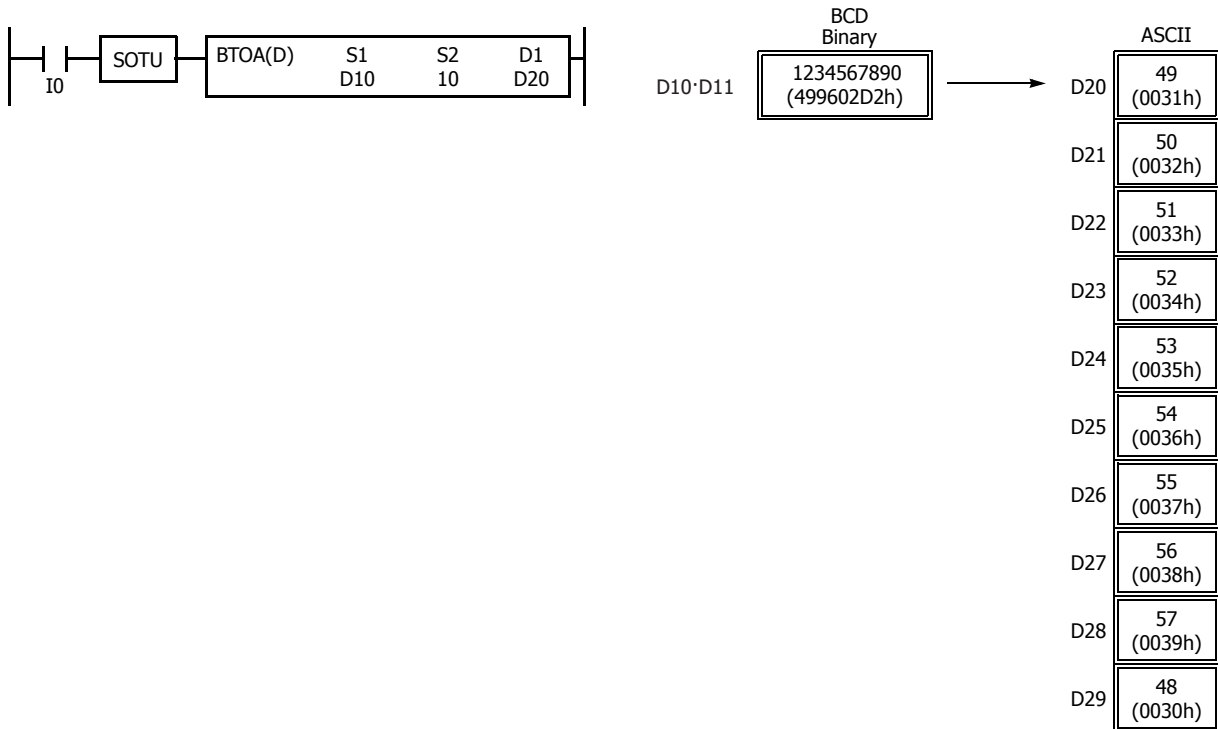 I0
SOTU
BTOA(D) S1 S2 D1
D10 10 D20
BCD
Binary
D10·D11
1234567890
(499602D2h)
ASCII
D20 49
(0031h)
D21 50
(0032h)
D22 51
(0033h)
D23 52
(0034h)
D24 53
(0035h)
D25 54
(0036h)
D26 55
(0037h)
D27 56
(0038h)
D28 57
(0039h)
D29 48
(0030h)